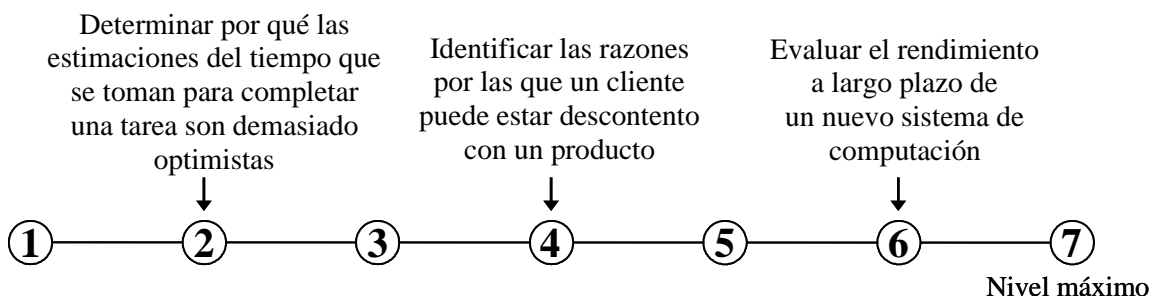 Determinar por qué las
estimaciones del tiempo que
se toman para completar
una tarea son demasiado
optimistas
Identificar las razones
por las que un cliente
puede estar descontento
con un producto
Evaluar el rendimiento
a largo plazo de
un nuevo sistema de
computación
1 2 3 4 5 6 7
Nivel máximo